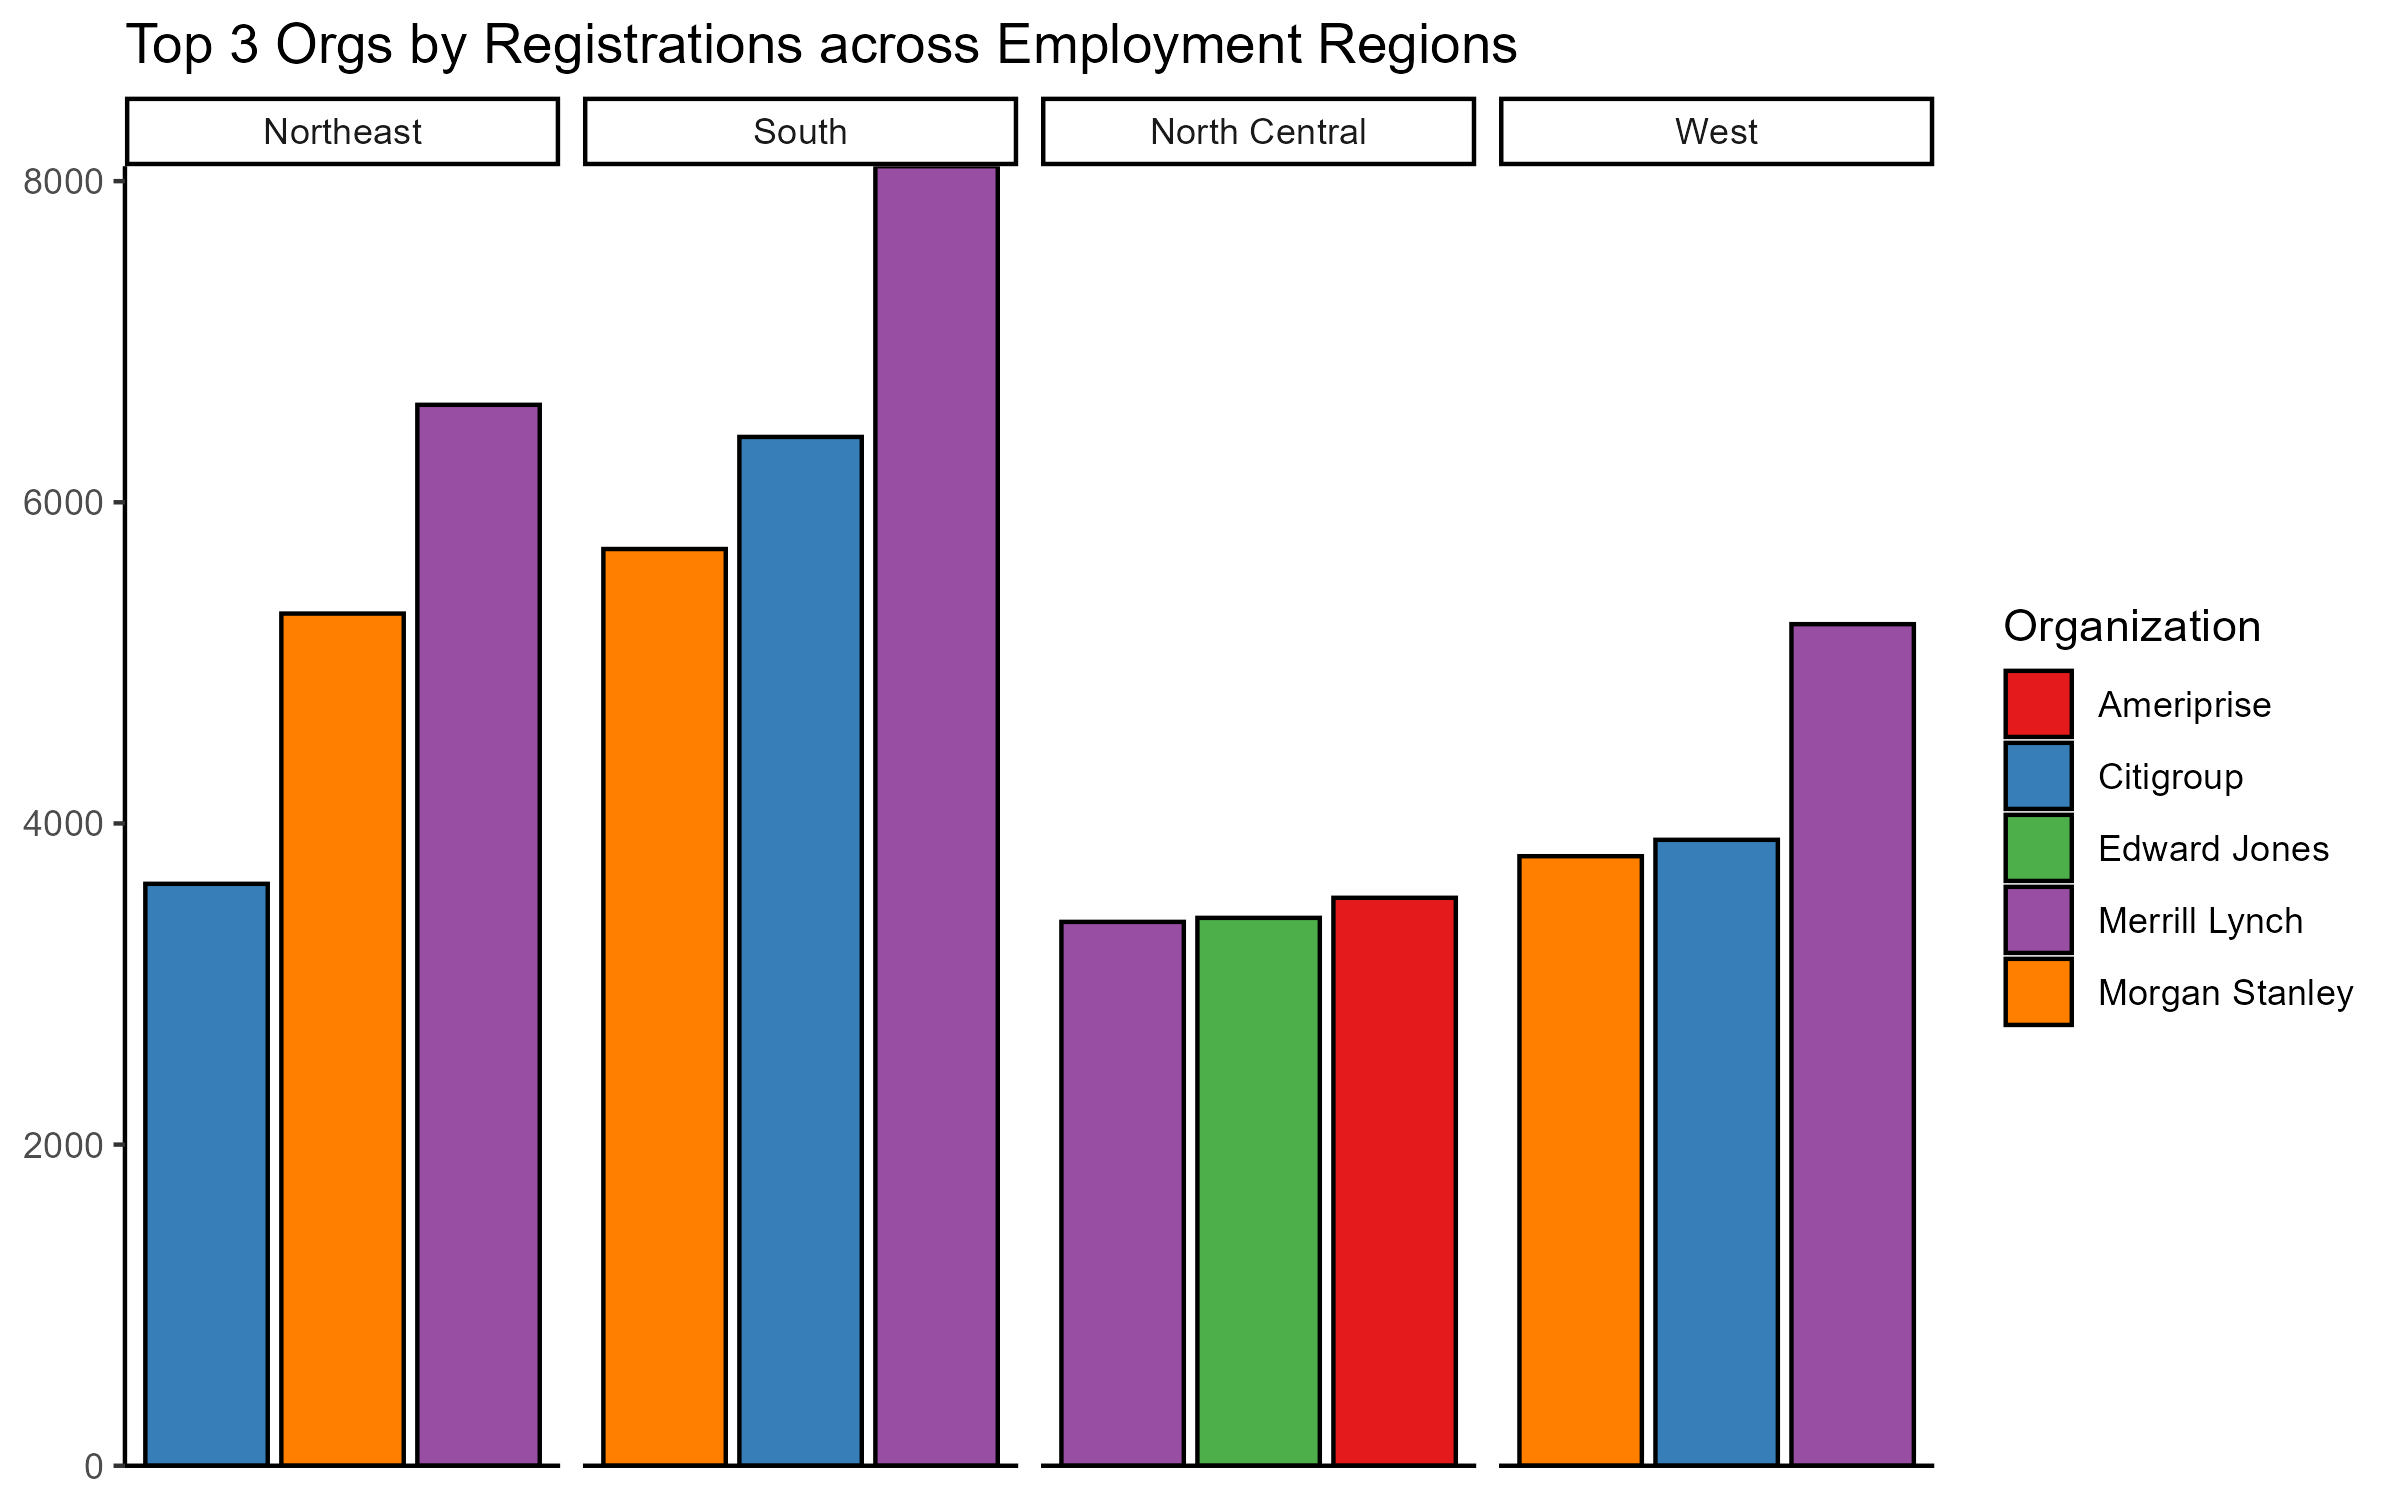 Top 3 Orgs by Registrations across Employment Regions
Northeast
South
North Central
West
8000
6000
4000
2000
0
Organization
Ameriprise
Citigroup
Edward Jones
Merrill Lynch
Morgan Stanley